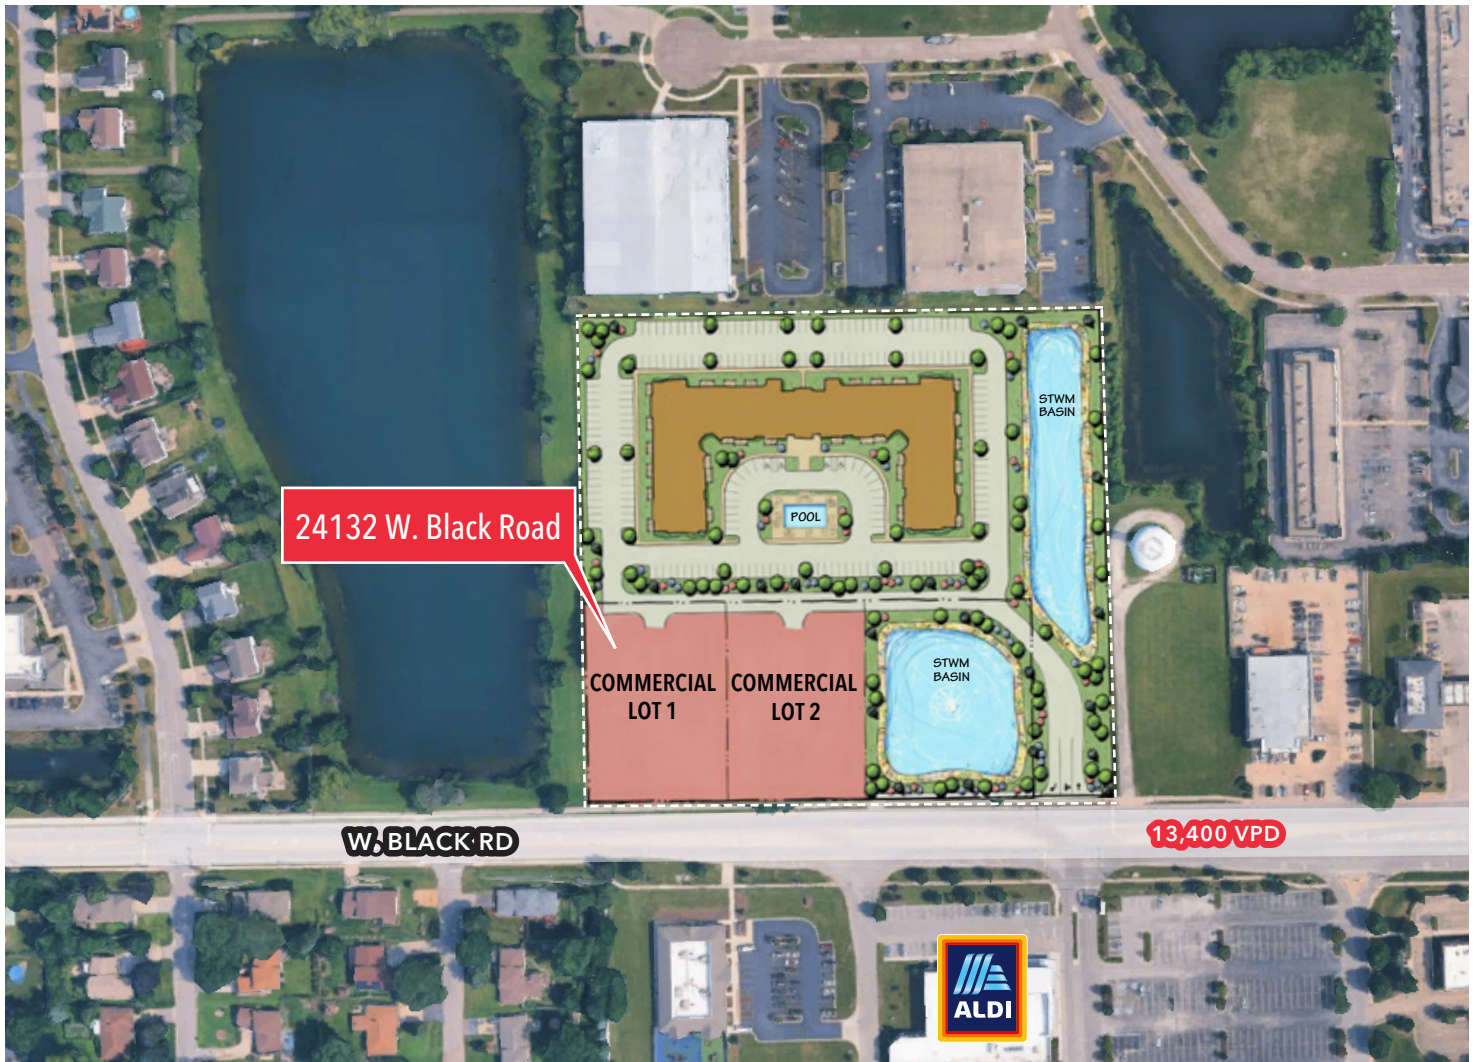 STWM
BASIN
POOL
24132 W. Black Road
STWM
BASIN
COMMERCIAL
LOT 1
COMMERCIAL
LOT 2
W. BLACK RD
13,400 VPD
ALDI